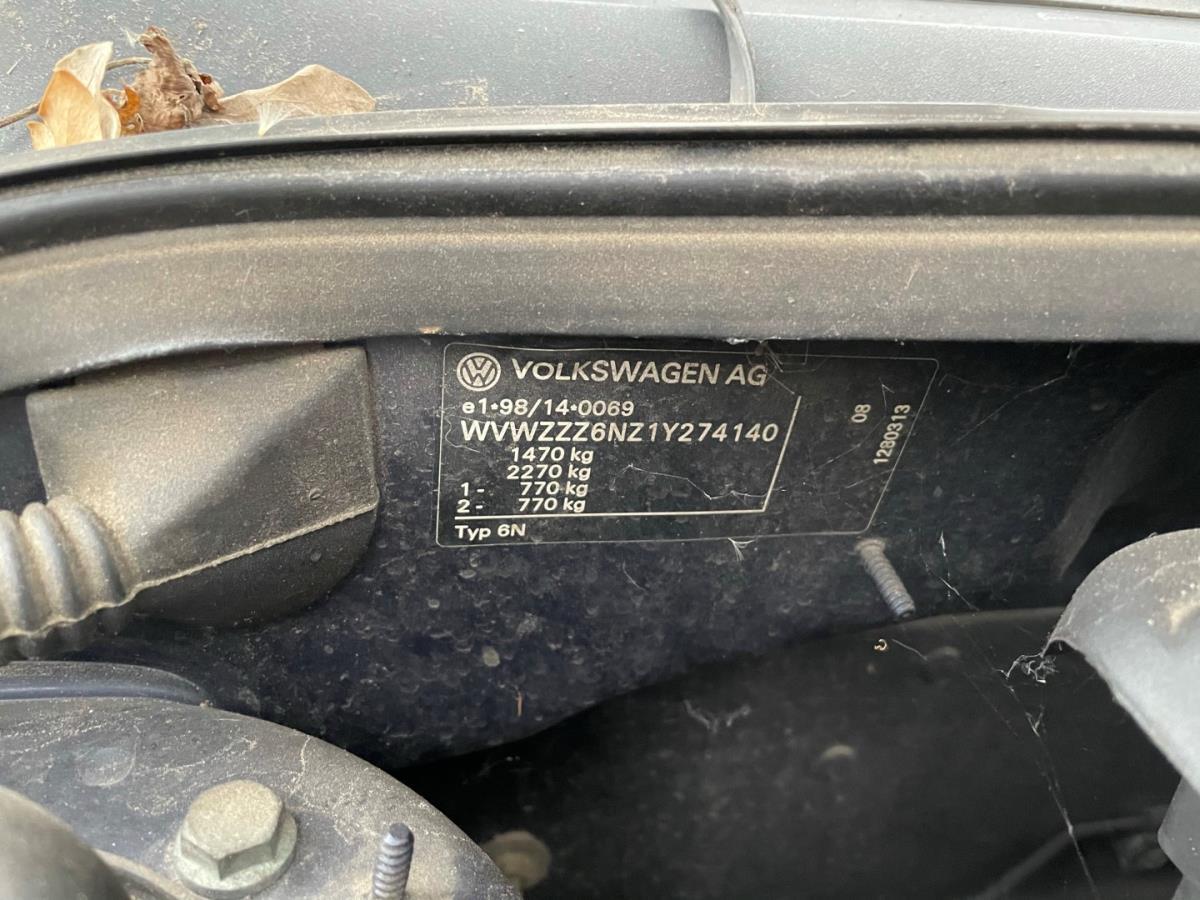 VOLKSWAGEN AG
e1*98/14*0069
WVWZZZ6NZ1Y274140
1470 kg
2270 kg
1- 770 kg
2- 770 kg
Typ 6N
08
1280313